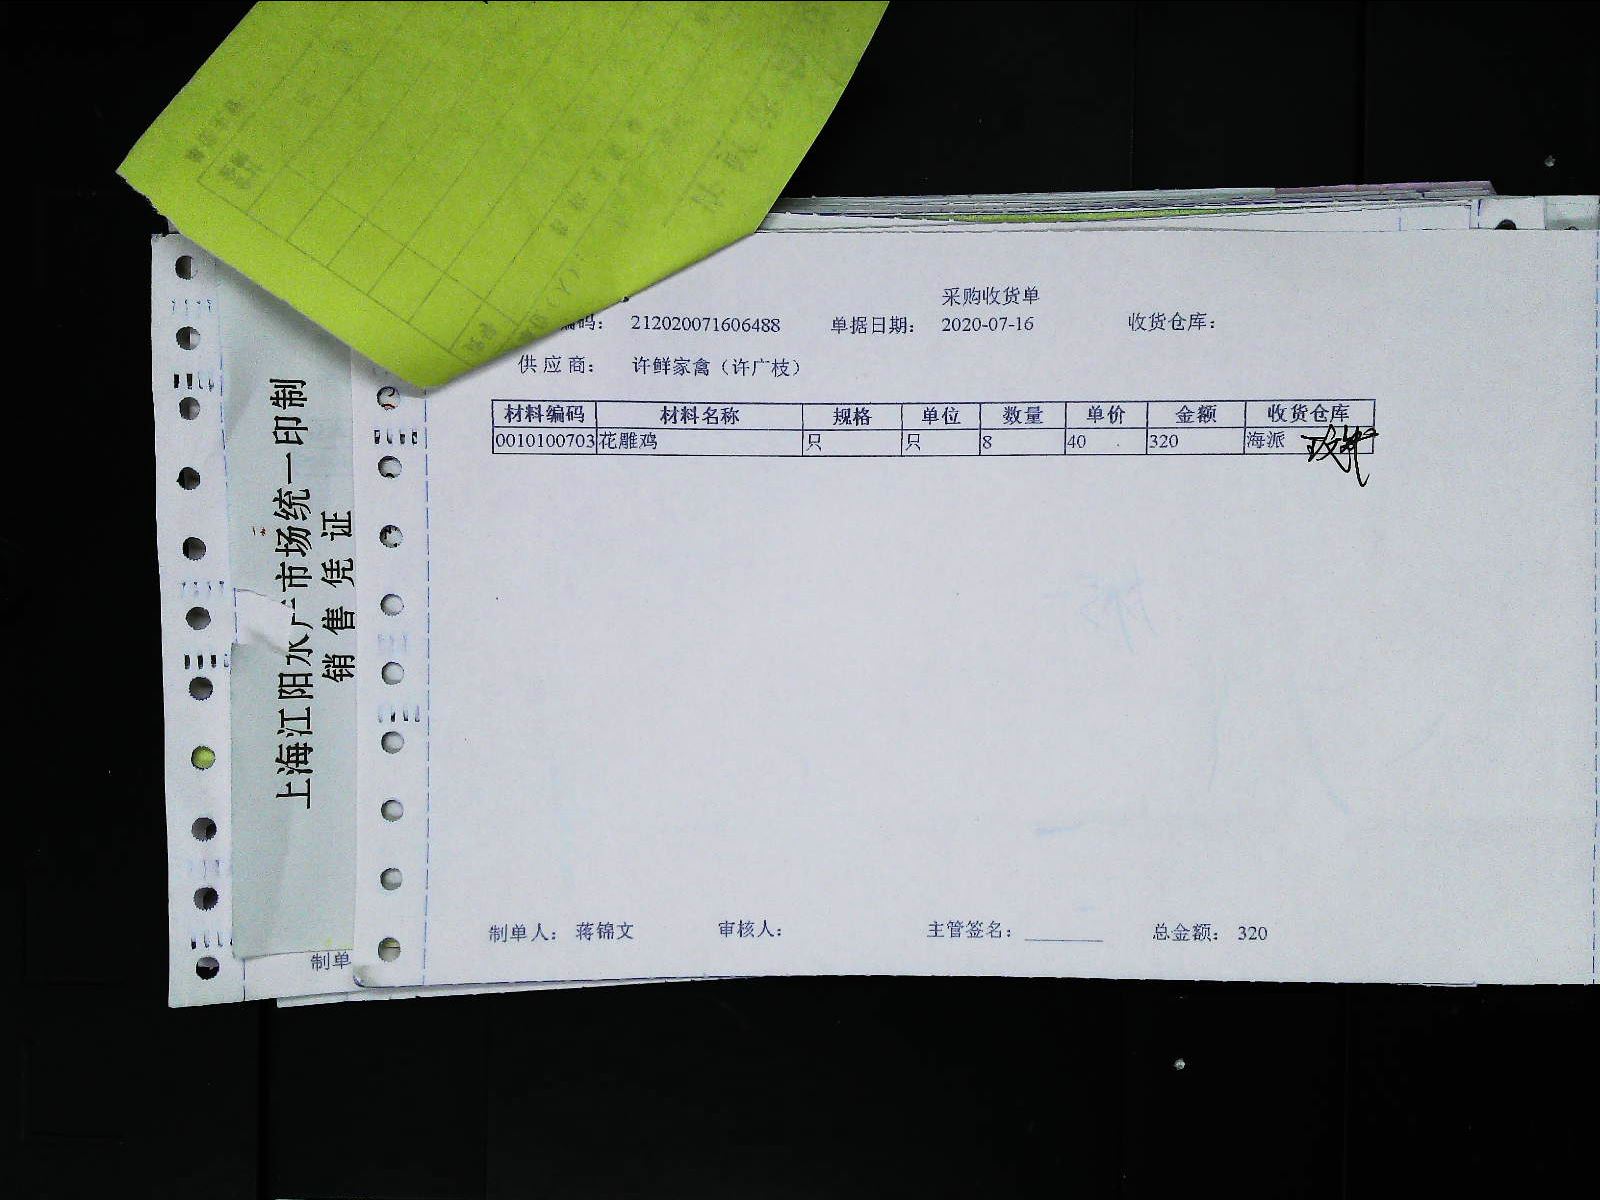 采购收货单
编码： 212020071606488 单据日期： 2020-07-16 收货仓库：
供应商： 许鲜家禽（许广枝）
材料编码 材料名称 规格 单位 数量 单价 金额 收货仓库
0010100703 花雕鸡 只 只 8 40 320 海派
制单人： 蒋锦文 审核人： 主管签名： 总金额： 320
上海江阳水产市场统一印制
销售凭证
制单